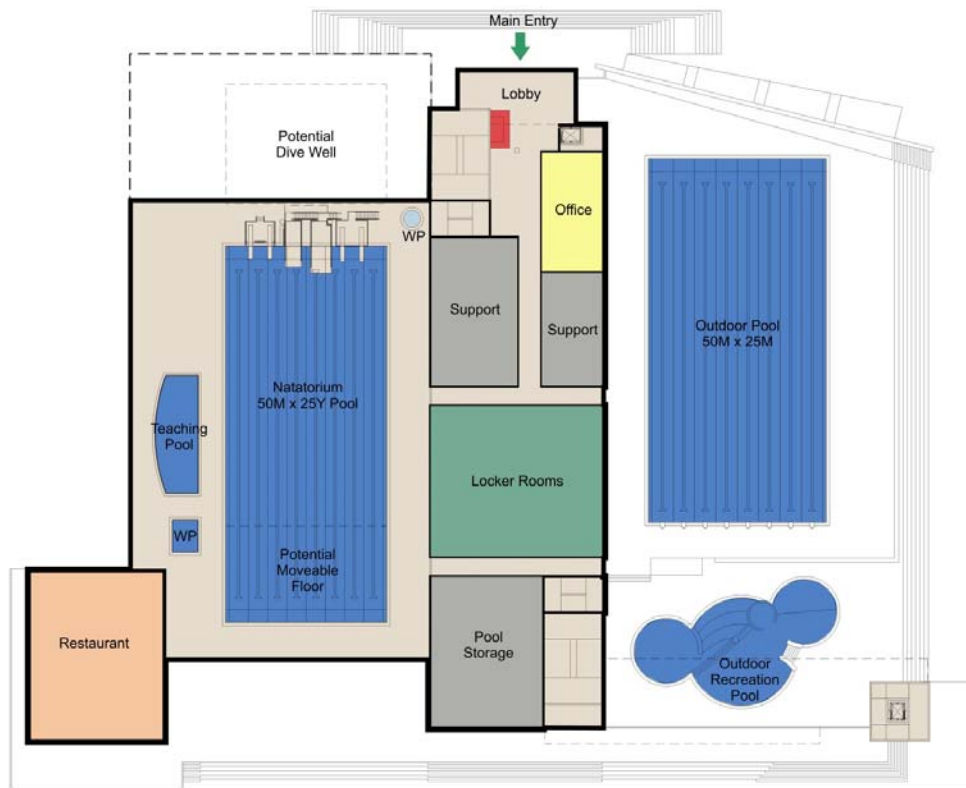 Main Entry
Lobby
Potential
Dive Well
Office
WP
Support
Support
Outdoor Pool
50M x 25M
Natatorium
50M x 25Y Pool
Teaching
Pool
Locker Rooms
WP
Potential
Moveable
Floor
Restaurant
Pool
Storage
Outdoor
Recreation
Pool